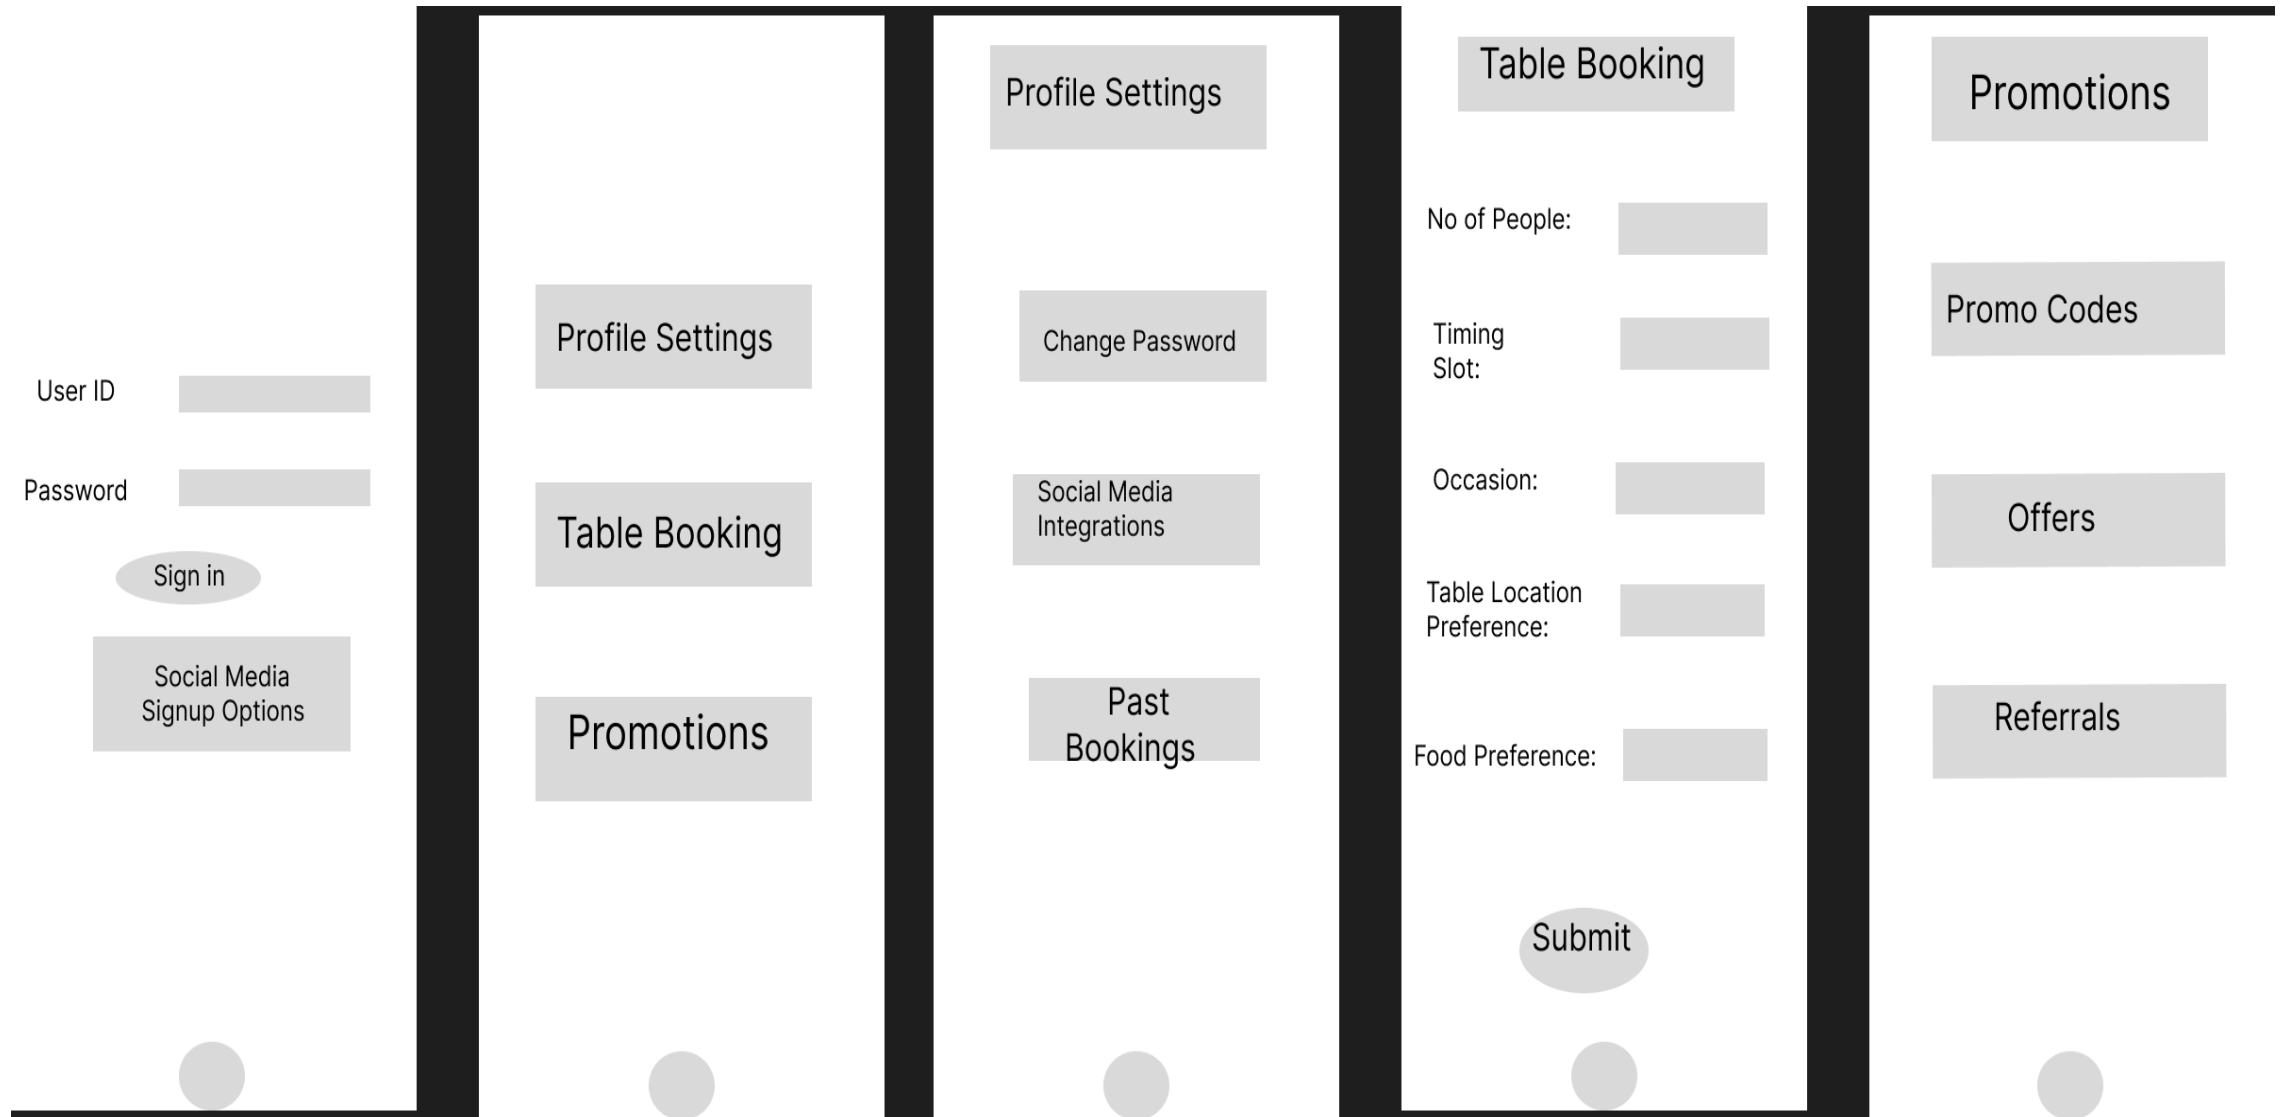 User ID
Password
Sign in
Social Media
Signup Options
Profile Settings
Table Booking
Promotions
Profile Settings
Change Password
Social Media
Integrations
Past
Bookings
Table Booking
No of People:
Timing
Slot:
Occasion:
Table Location
Preference:
Food Preference:
Submit
Promotions
Promo Codes
Offers
Referrals